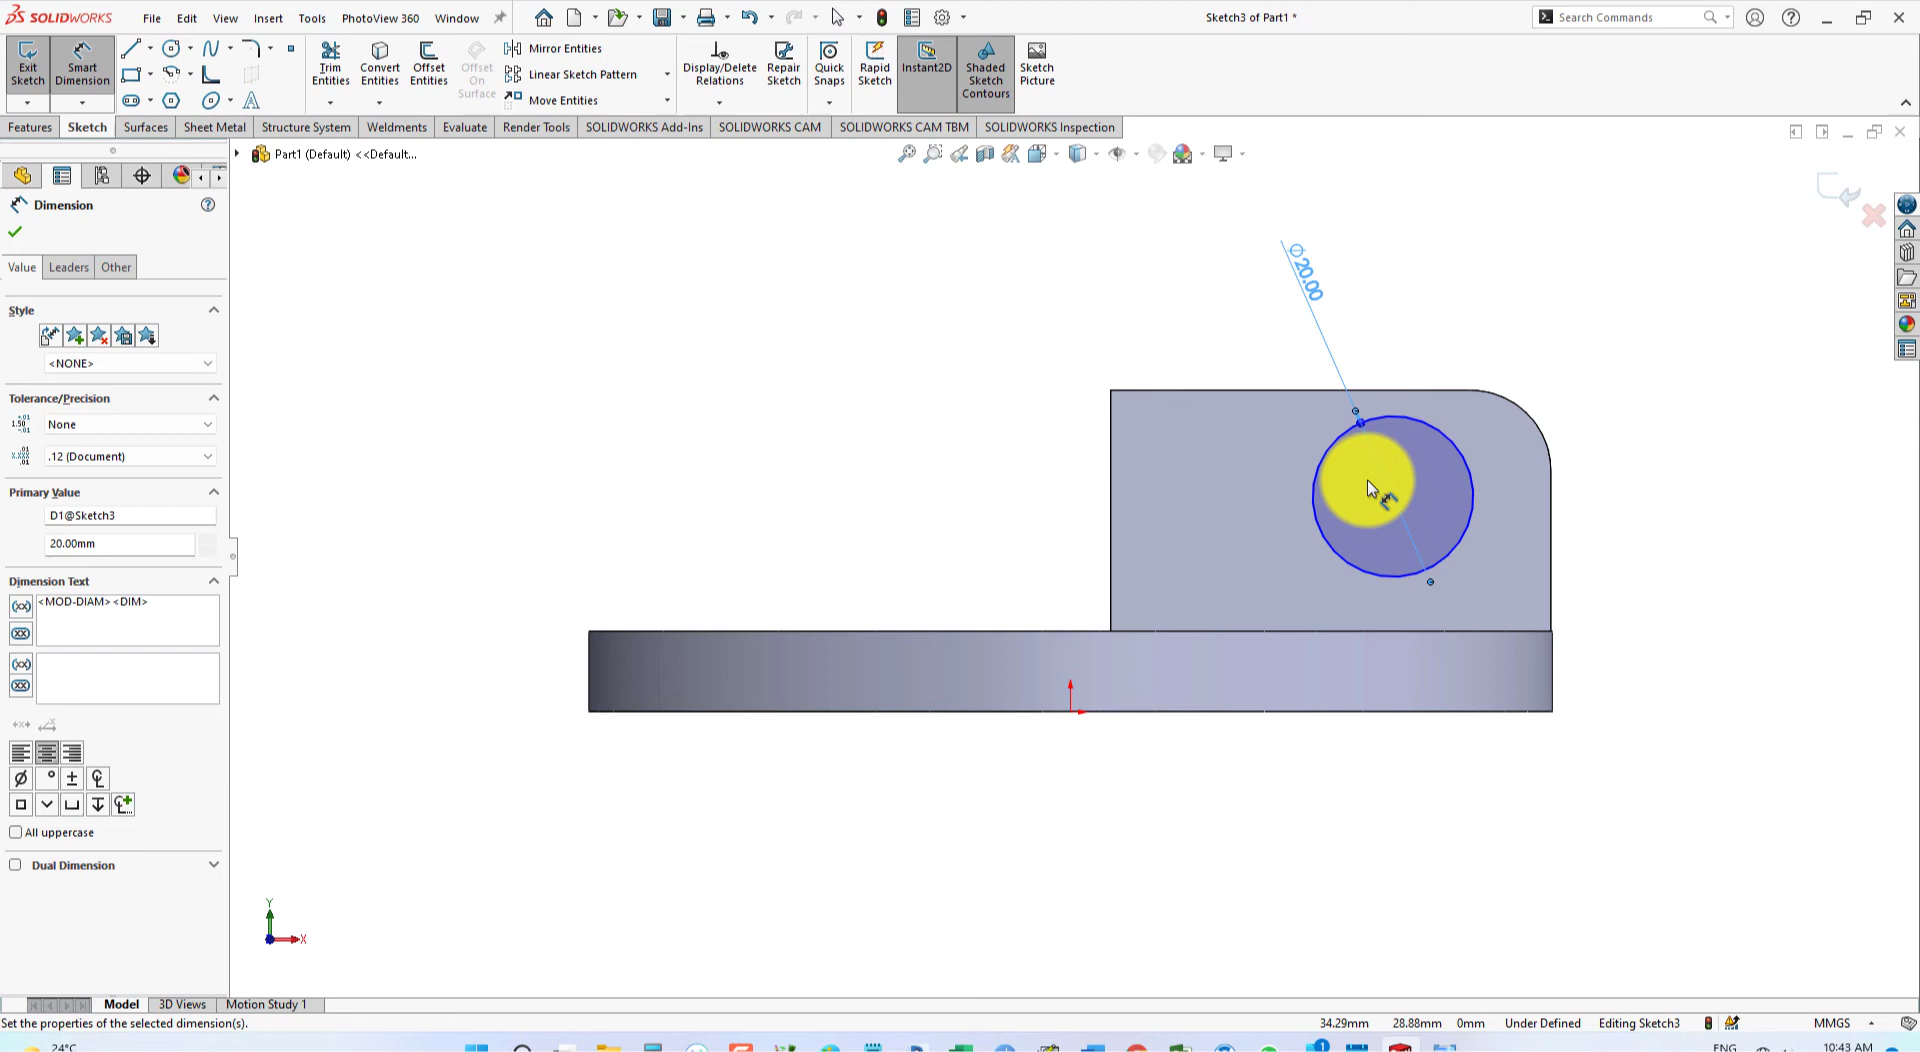 SOLIDWORKS
File
Edit
View
Insert
Tools
PhotoView 360
Window
Sketch3 of Part1 *
Search Commands
Exit Sketch
Smart Dimension
Trim Entities
Convert Entities
Offset Entities
Offset On Surface
Mirror Entities
Linear Sketch Pattern
Move Entities
Display/Delete Relations
Repair Sketch
Quick Snaps
Rapid Sketch
Instant2D
Shaded Sketch Contours
Sketch Picture
Features
Sketch
Surfaces
Sheet Metal
Structure System
Weldments
Evaluate
Render Tools
SOLIDWORKS Add-Ins
SOLIDWORKS CAM
SOLIDWORKS CAM TBM
SOLIDWORKS Inspection
Part1 (Default) <<Default...
Dimension
Value
Leaders
Other
Style
<NONE>
Tolerance/Precision
None
.12 (Document)
Primary Value
D1@Sketch3
20.00mm
Dimension Text
<MOD-DIAM><DIM>
All uppercase
Dual Dimension
∅20.00
Y
X
Model
3D Views
Motion Study 1
Set the properties of the selected dimension(s).
34.29mm
28.88mm
0mm
Under Defined
Editing Sketch3
MMGS
24°C
1
ENG
10:43 AM